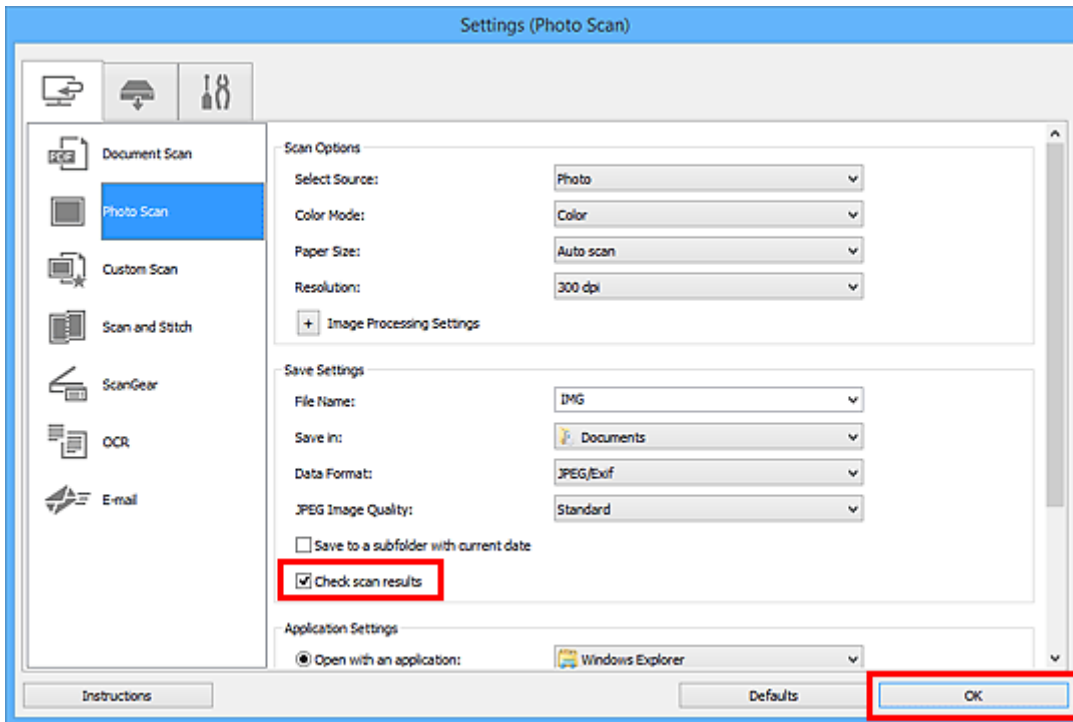 Settings (Photo Scan)
Document Scan
Photo Scan
Custom Scan
Scan and Stitch
ScanGear
OCR
E-mail
Scan Options
Select Source: Photo
Color Mode: Color
Paper Size: Auto scan
Resolution: 300 dpi
+ Image Processing Settings
Save Settings
File Name: IMG
Save in: Documents
Data Format: JPEG/Exif
JPEG Image Quality: Standard
Save to a subfolder with current date
Check scan results
Application Settings
Open with an application: Windows Explorer
Instructions
Defaults
OK